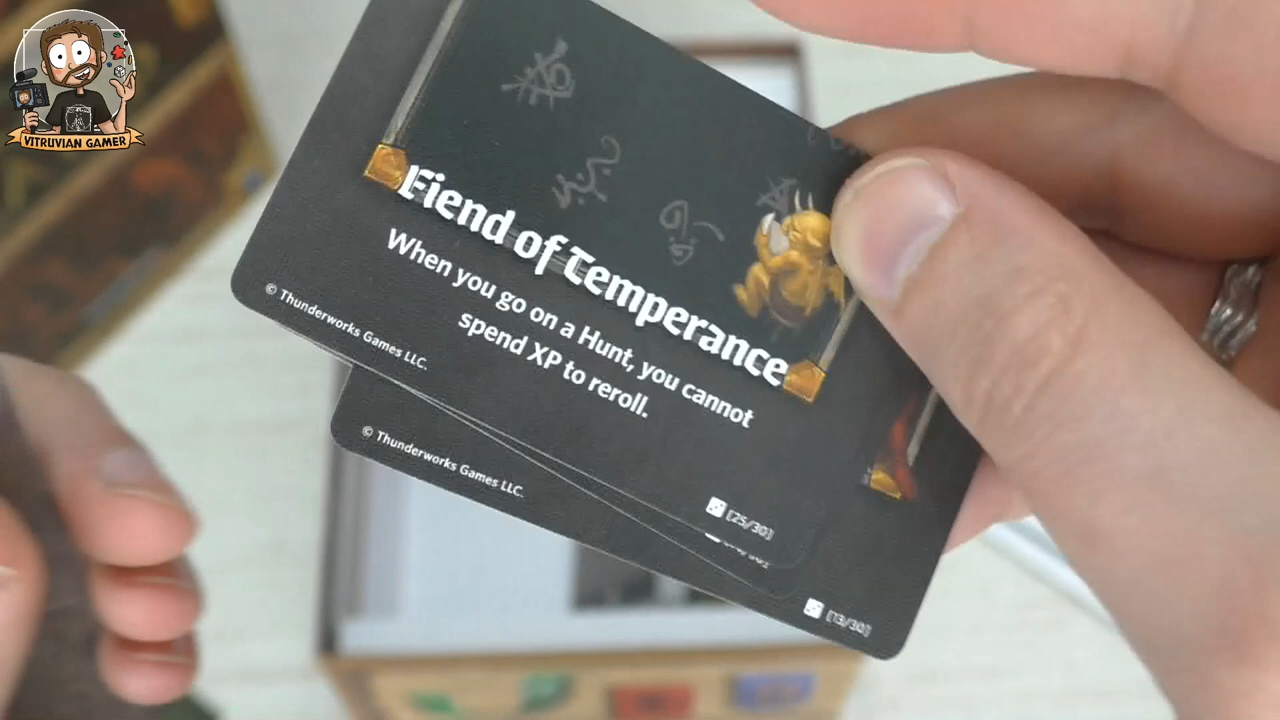 VITRUVIAN GAMER
Fiend of Temperance
When you go on a Hunt, you cannot
spend XP to reroll.
© Thunderworks Games LLC.
[25/30]
© Thunderworks Games LLC.
[13/30]